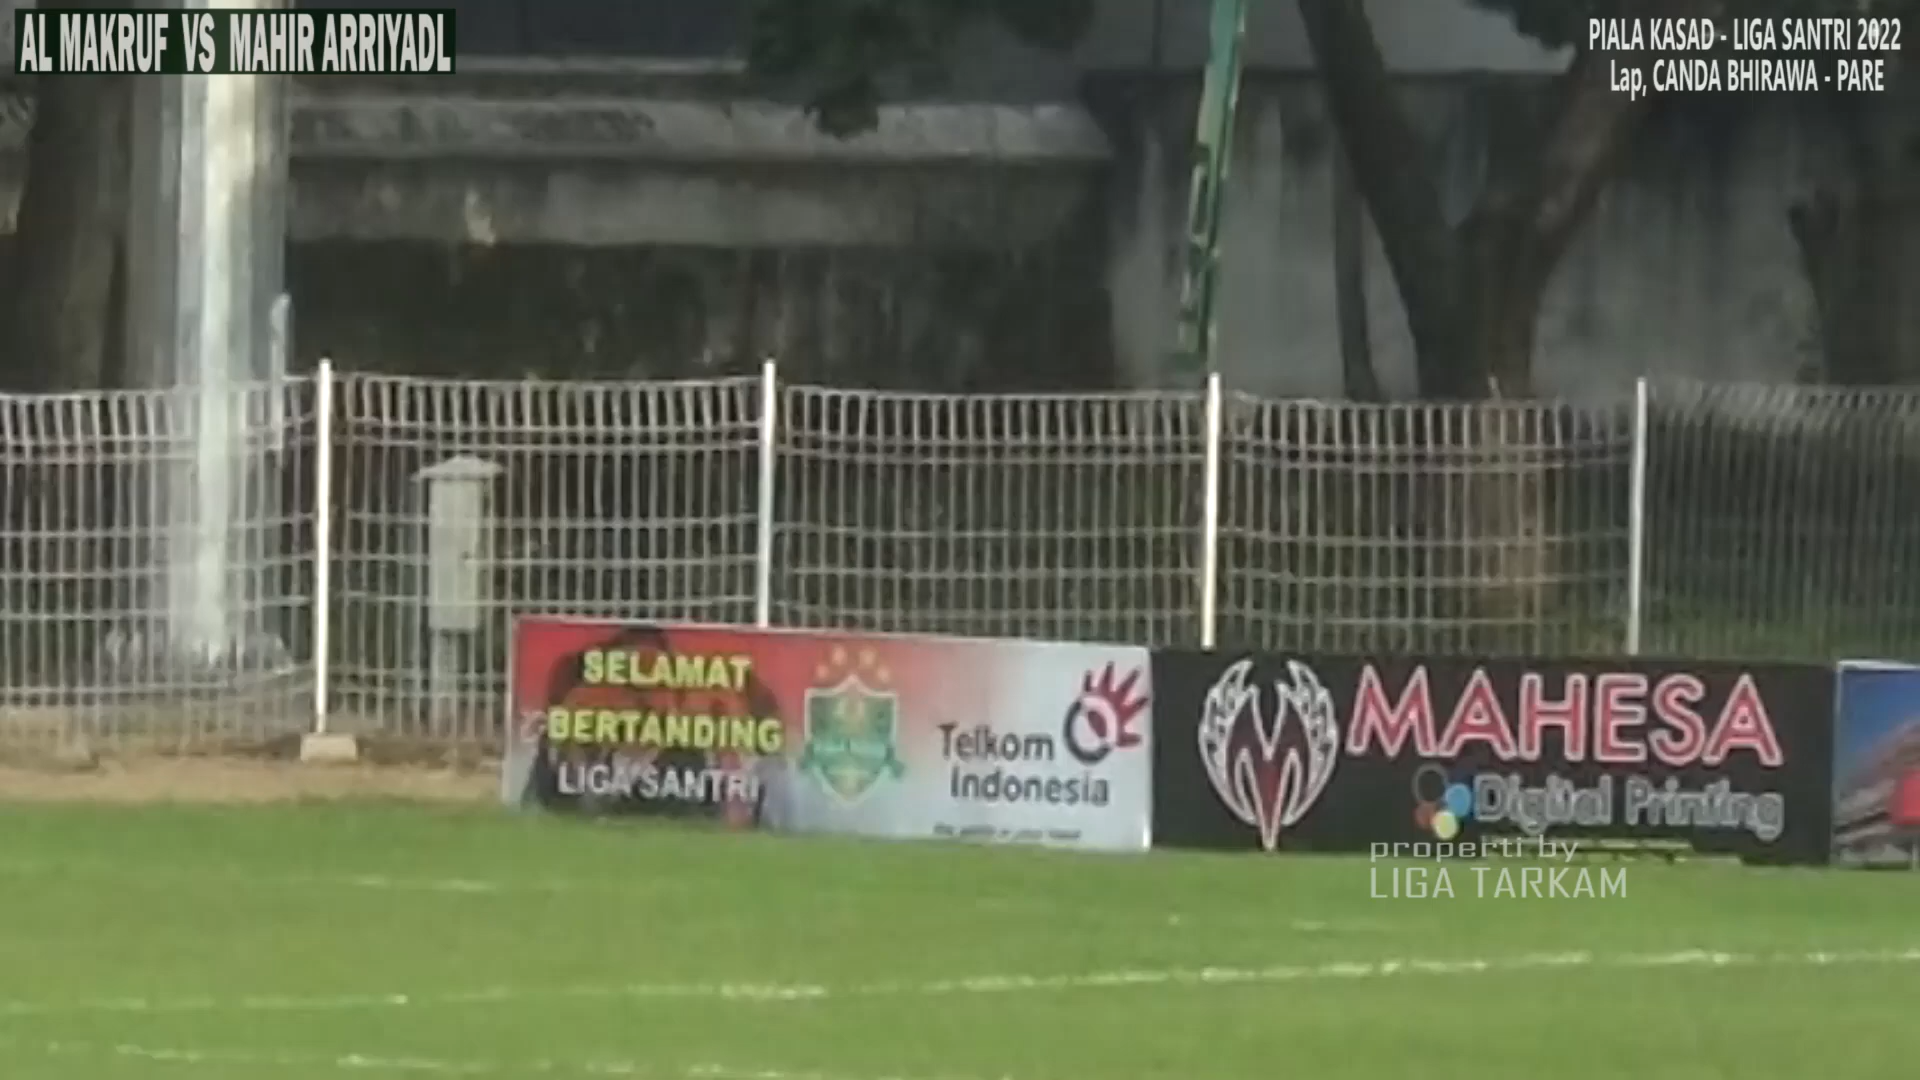 AL MAKRUF VS MAHIR ARRIYADL
PIALA KASAD - LIGA SANTRI 2022
Lap, CANDA BHIRAWA - PARE
SELAMAT
BERTANDING
LIGA SANTRI
Telkom
Indonesia
MAHESA
Digital Printing
properti by
LIGA TARKAM